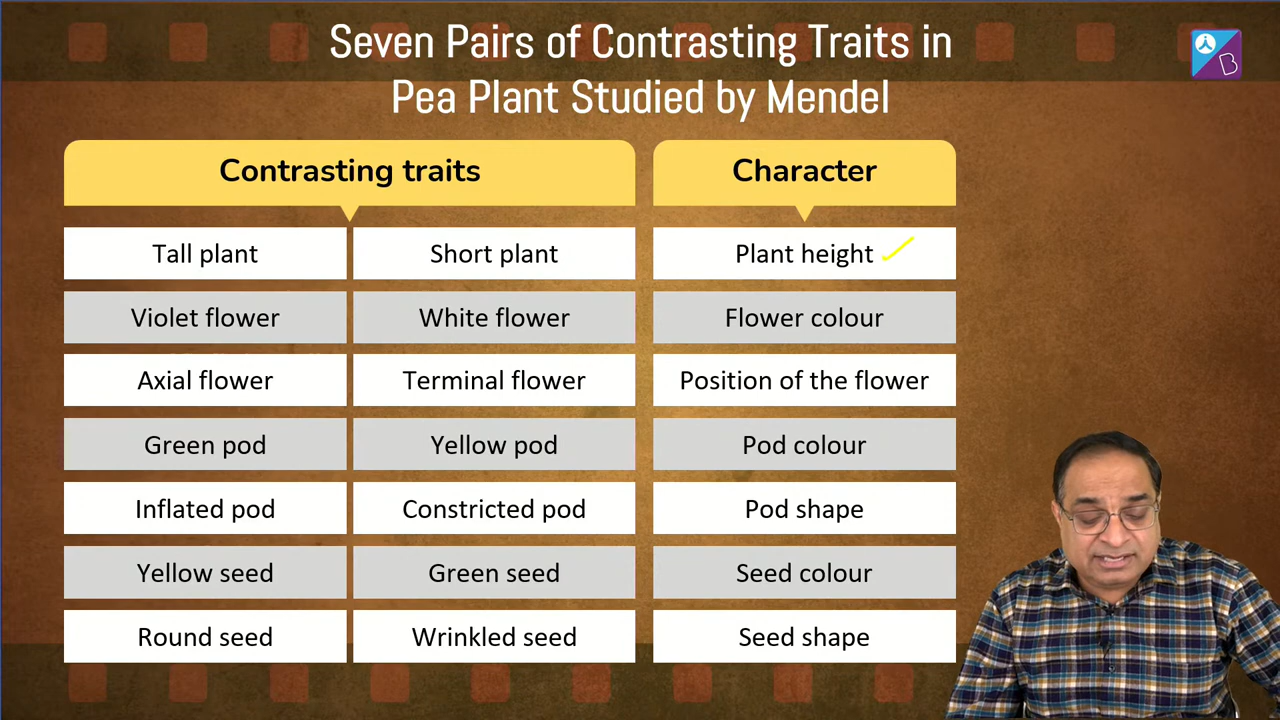 Seven Pairs of Contrasting Traits in
Pea Plant Studied by Mendel
B
Contrasting traits Character
Tall plant Short plant Plant height
Violet flower White flower Flower colour
Axial flower Terminal flower Position of the flower
Green pod Yellow pod Pod colour
Inflated pod Constricted pod Pod shape
Yellow seed Green seed Seed colour
Round seed Wrinkled seed Seed shape